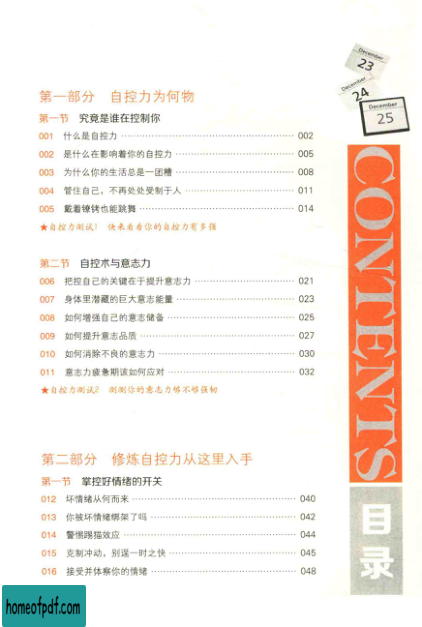 December
23
December
24
December
25
CONTENTS
目录
第一部分 自控力为何物
第一节 究竟是谁在控制你
001 什么是自控力 ………………………………… 002
002 是什么在影响着你的自控力 ………………………………… 005
003 为什么你的生活总是一团糟 ………………………………… 008
004 管住自己，不再处处受制于人 ………………………………… 011
005 戴着镣铐也能跳舞 ………………………………… 014
★自控力测试1 快来看看你的自控力有多强
第二节 自控术与意志力
006 把控自己的关键在于提升意志力 ………………………………… 021
007 身体里潜藏的巨大意志能量 ………………………………… 023
008 如何增强自己的意志储备 ………………………………… 025
009 如何提升意志品质 ………………………………… 027
010 如何消除不良的意志力 ………………………………… 030
011 意志力疲惫期该如何应对 ………………………………… 032
★自控力测试2 测测你的意志力够不够强韧
第二部分 修炼自控力从这里入手
第一节 掌控好情绪的开关
012 坏情绪从何而来 ………………………………… 040
013 你被坏情绪绑架了吗 ………………………………… 042
014 警惕踢猫效应 ………………………………… 044
015 克制冲动，别逞一时之快 ………………………………… 045
016 接受并体察你的情绪 ………………………………… 048
homeofpdf.com